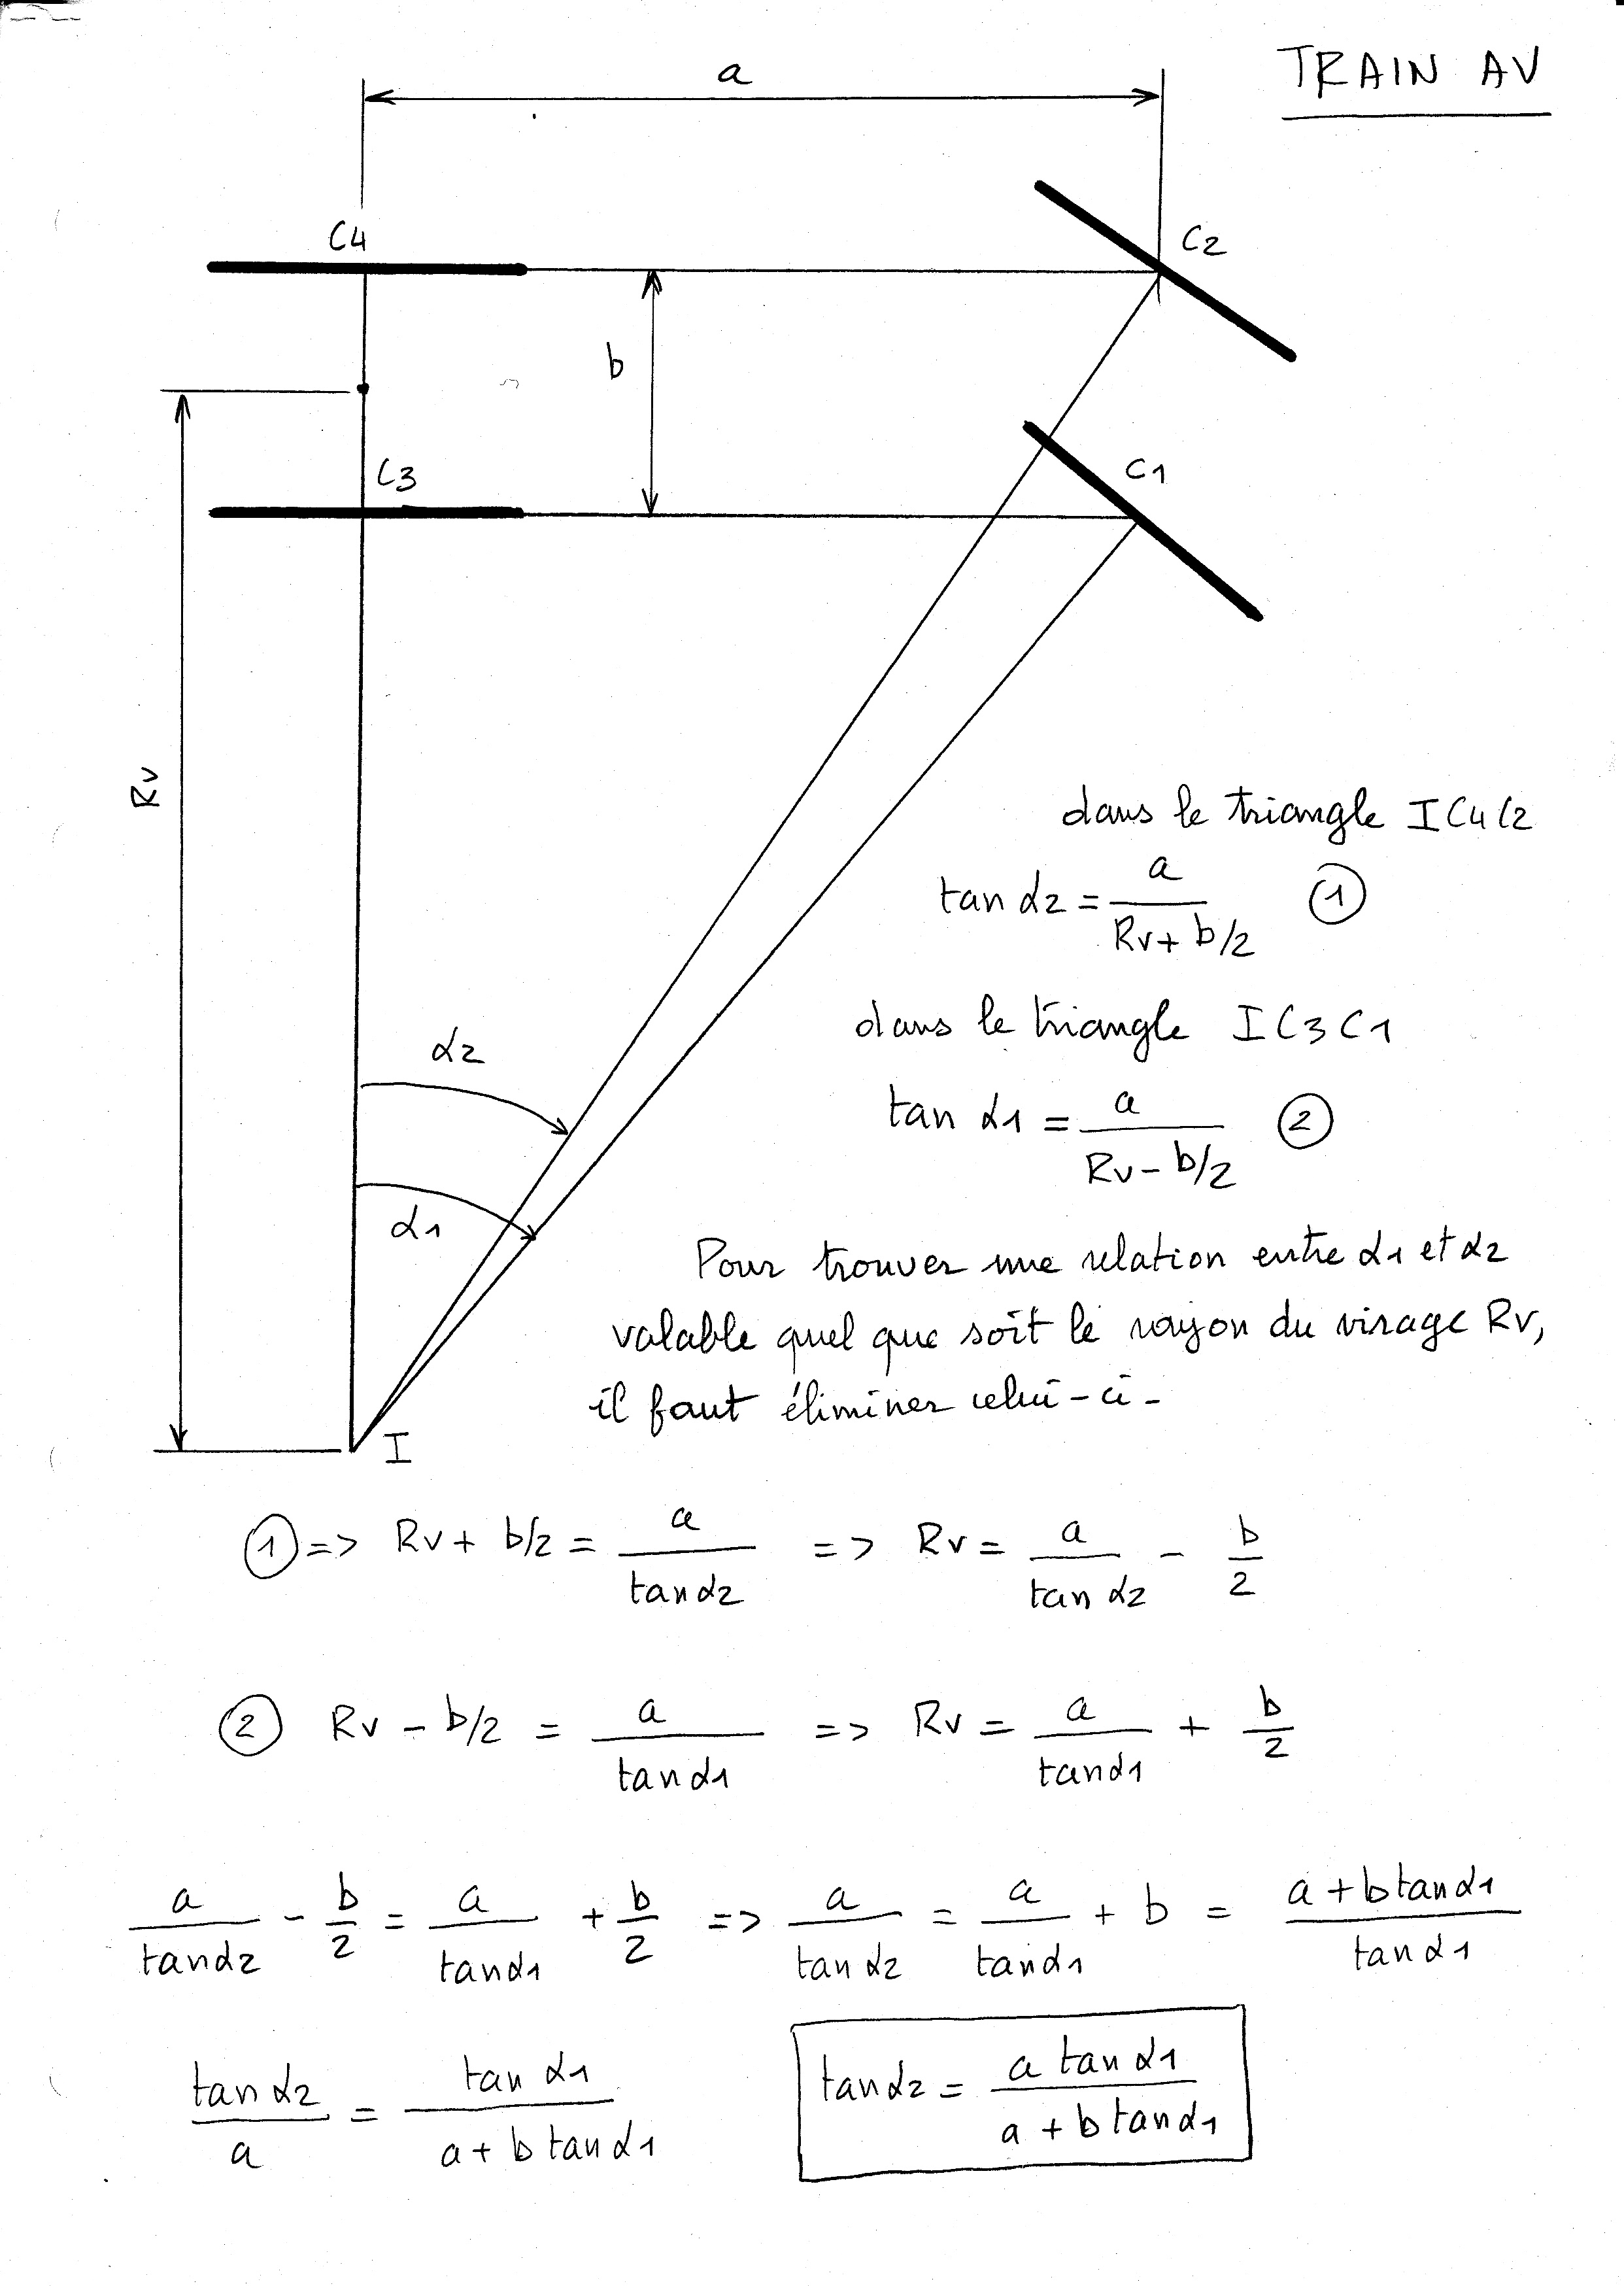 TRAIN AV
a
C4
C2
b
C3
C1
Rv
dans le triangle IC4C2
tan α2 = a / (Rv + b/2) ①
dans le triangle IC3C1
α2
tan α1 = a / (Rv - b/2) ②
α1
Pour trouver une relation entre α1 et α2
valable quel que soit le rayon du virage Rv,
il faut éliminer celui-ci-
I
① => Rv + b/2 = a / tan α2 => Rv = a / tan α2 - b/2
② Rv - b/2 = a / tan α1 => Rv = a / tan α1 + b/2
a / tan α2 - b/2 = a / tan α1 + b/2 => a / tan α2 = a / tan α1 + b = (a + b tan α1) / tan α1
tan α2 / a = tan α1 / (a + b tan α1)
tan α2 = a tan α1 / (a + b tan α1)